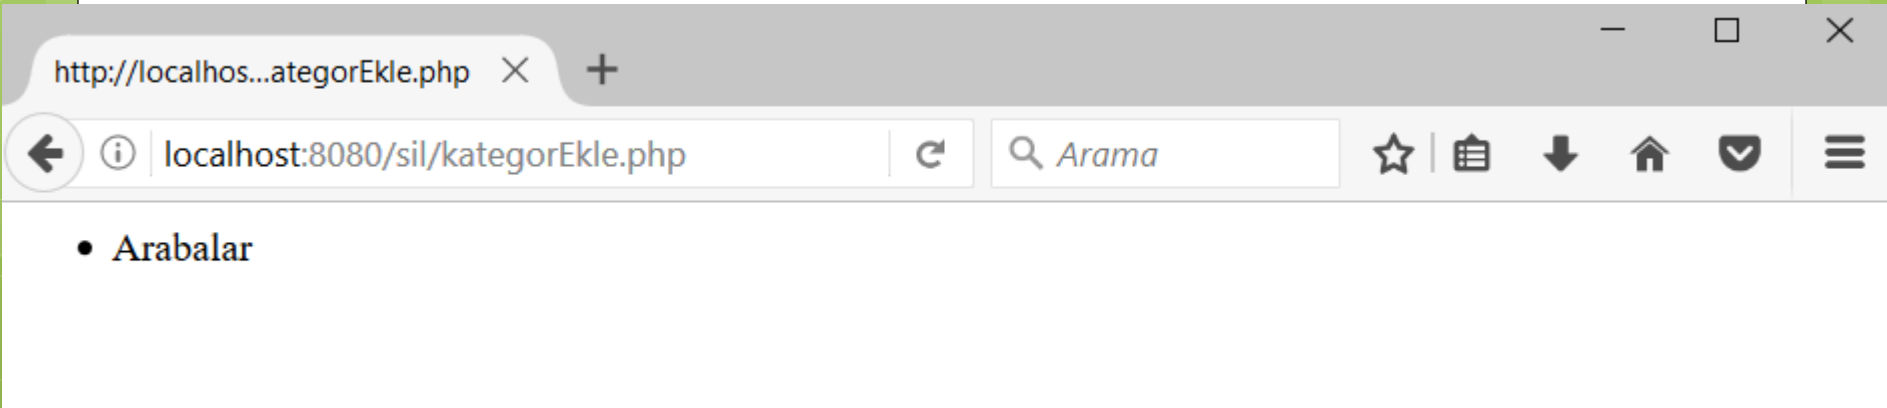 http://localhos...ategorEkle.php
localhost:8080/sil/kategorEkle.php
Arama
• Arabalar